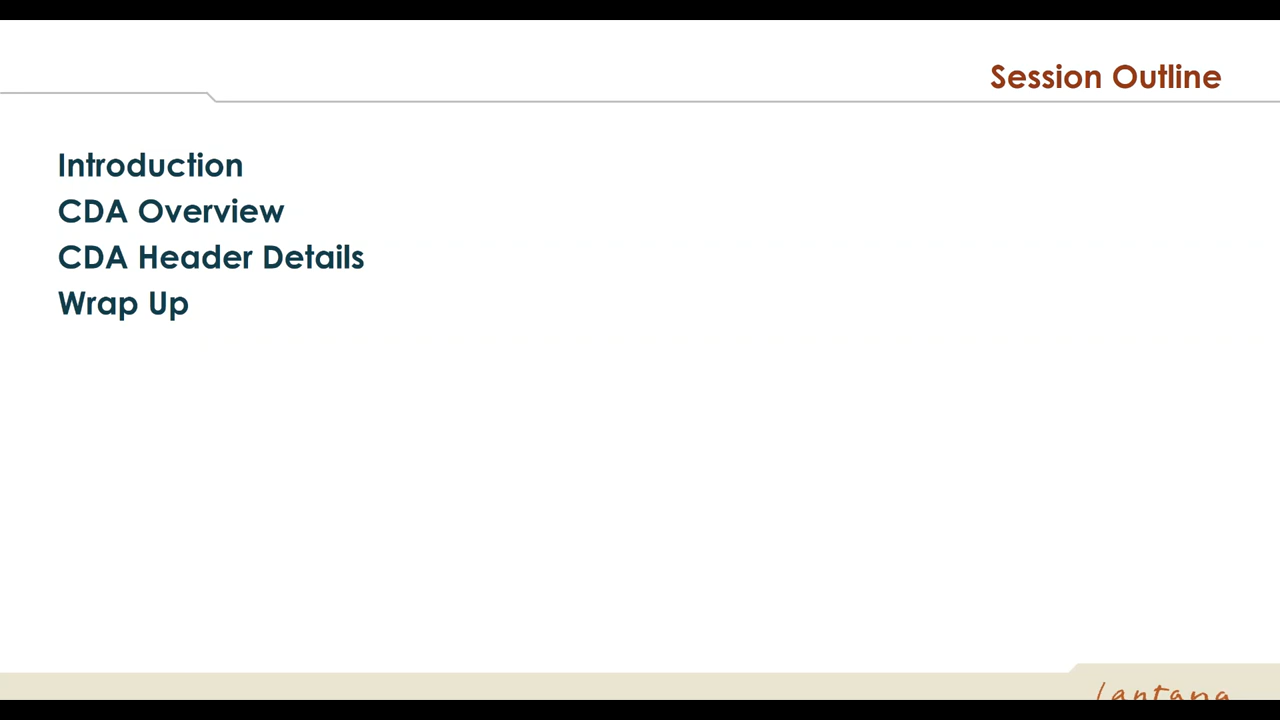 Session Outline
Introduction
CDA Overview
CDA Header Details
Wrap Up
Lantana